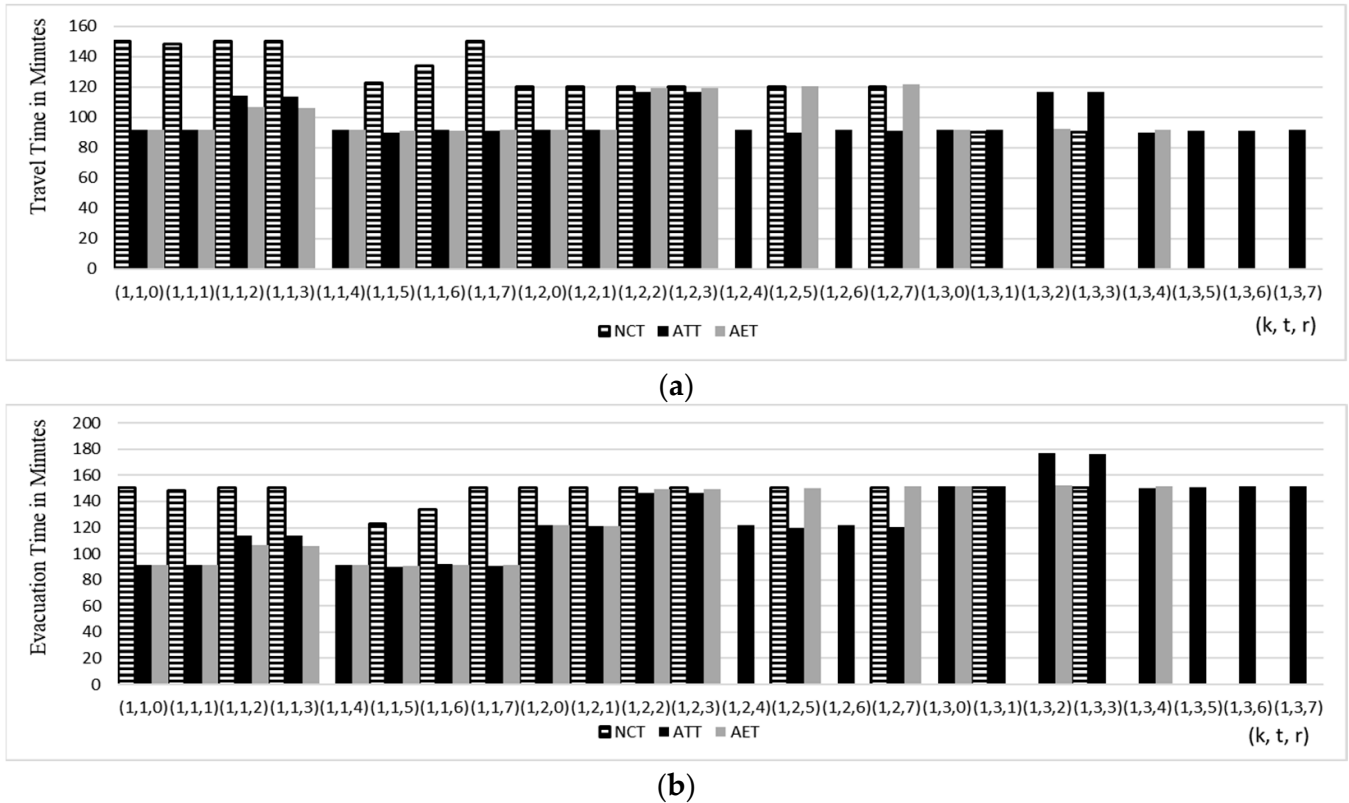 Travel Time in Minutes
160
140
120
100
80
60
40
20
0
(1,1,0) (1,1,1) (1,1,2) (1,1,3) (1,1,4) (1,1,5) (1,1,6) (1,1,7) (1,2,0) (1,2,1) (1,2,2) (1,2,3) (1,2,4) (1,2,5) (1,2,6) (1,2,7) (1,3,0) (1,3,1) (1,3,2) (1,3,3) (1,3,4) (1,3,5) (1,3,6) (1,3,7)
(k, t, r)
NCT ATT AET
(a)
Evacuation Time in Minutes
200
180
160
140
120
100
80
60
40
20
0
(1,1,0) (1,1,1) (1,1,2) (1,1,3) (1,1,4) (1,1,5) (1,1,6) (1,1,7) (1,2,0) (1,2,1) (1,2,2) (1,2,3) (1,2,4) (1,2,5) (1,2,6) (1,2,7) (1,3,0) (1,3,1) (1,3,2) (1,3,3) (1,3,4) (1,3,5) (1,3,6) (1,3,7)
NCT ATT AET
(k, t, r)
(b)